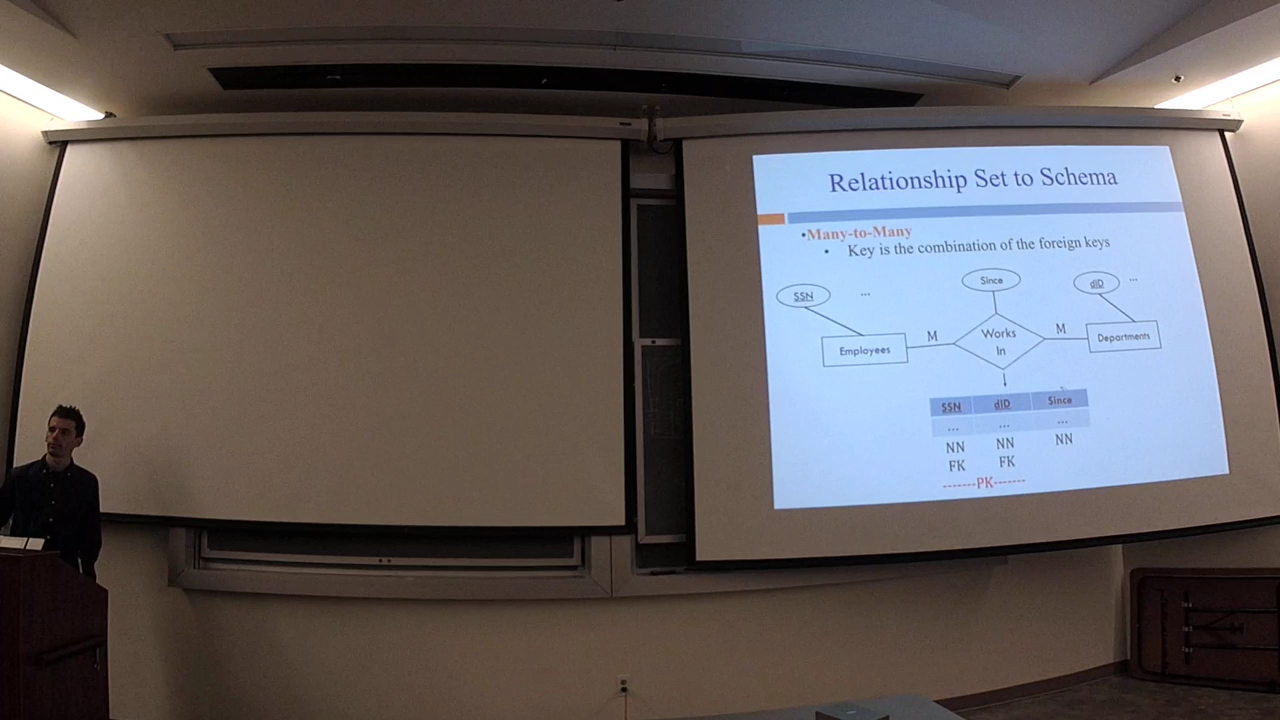 Relationship Set to Schema
•Many-to-Many
• Key is the combination of the foreign keys
SSN ... Since dID ...
Employees M Works In M Departments
SSN dID Since
... ... ...
NN NN NN
FK FK
-------PK-------